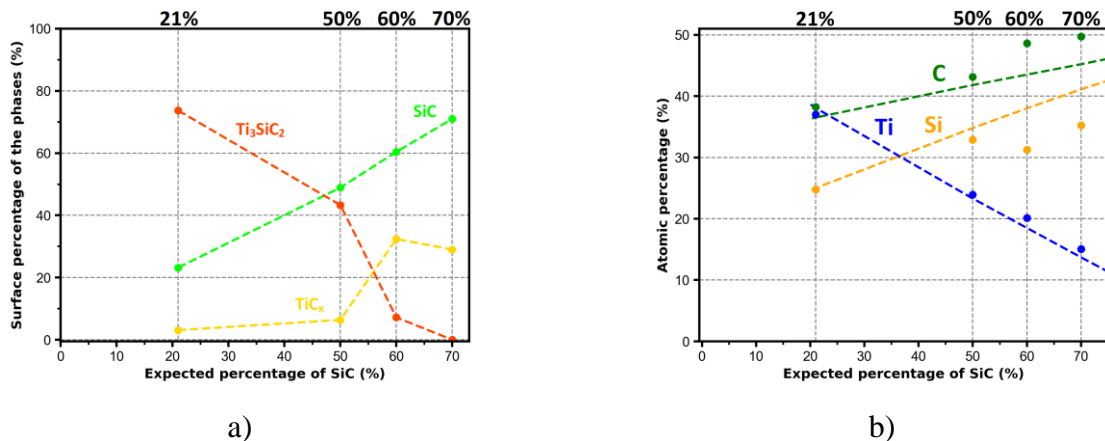 21% 50% 60% 70%
100
80
60
40
20
0
Surface percentage of the phases (%)
Ti₃SiC₂
SiC
TiCₓ
0 10 20 30 40 50 60 70
Expected percentage of SiC (%)
a)
21% 50% 60% 70%
50
40
30
20
10
0
Atomic percentage (%)
C
Ti
Si
0 10 20 30 40 50 60 70
Expected percentage of SiC (%)
b)